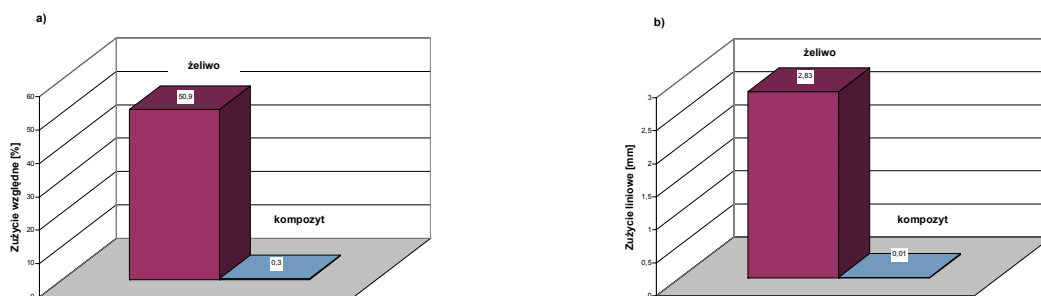 a)
żeliwo
50,9
kompozyt
0,3
Zużycie względne [%]
60
50
40
30
20
10
0
b)
żeliwo
2,83
kompozyt
0,01
Zużycie liniowe [mm]
3
2,5
2
1,5
1
0,5
0